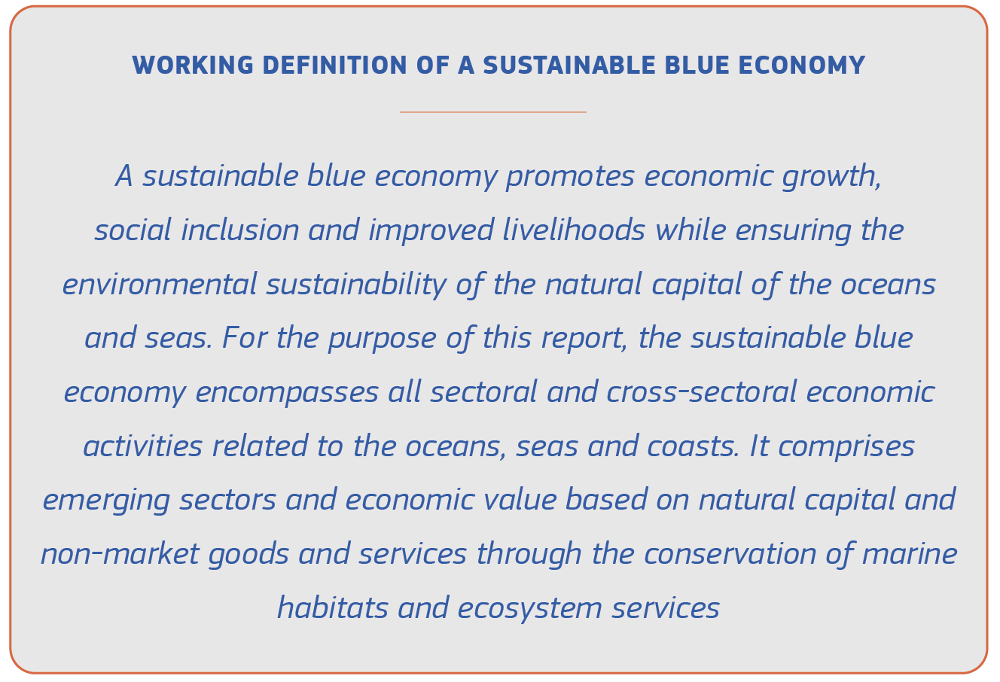 WORKING DEFINITION OF A SUSTAINABLE BLUE ECONOMY
A sustainable blue economy promotes economic growth,
social inclusion and improved livelihoods while ensuring the
environmental sustainability of the natural capital of the oceans
and seas. For the purpose of this report, the sustainable blue
economy encompasses all sectoral and cross-sectoral economic
activities related to the oceans, seas and coasts. It comprises
emerging sectors and economic value based on natural capital and
non-market goods and services through the conservation of marine
habitats and ecosystem services